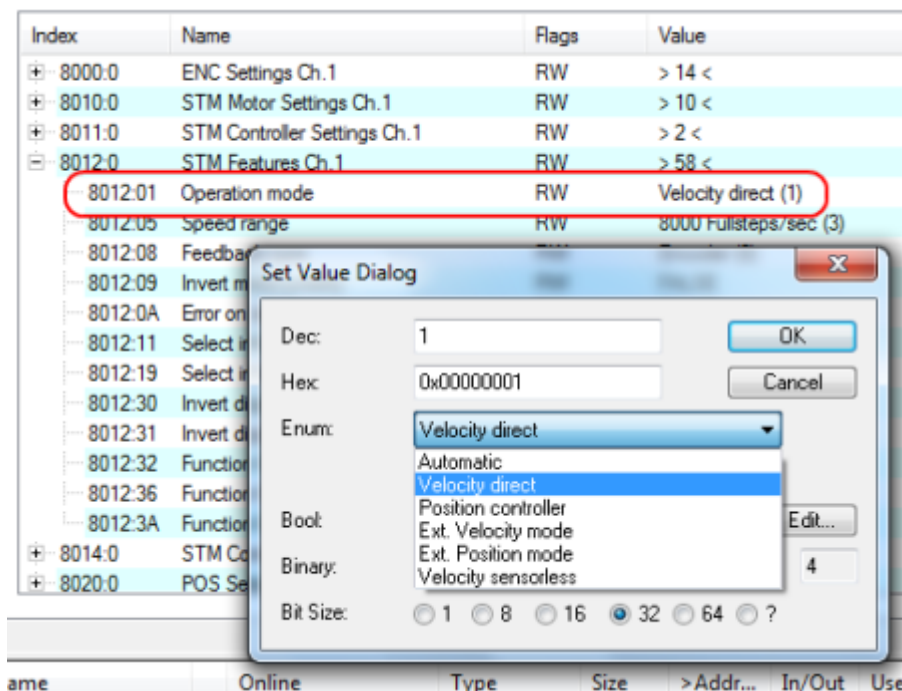 Index Name Flags Value
8000:0 ENC Settings Ch.1 RW > 14 <
8010:0 STM Motor Settings Ch.1 RW > 10 <
8011:0 STM Controller Settings Ch.1 RW > 2 <
8012:0 STM Features Ch.1 RW > 58 <
8012:01 Operation mode RW Velocity direct (1)
8012:05 Speed range RW 8000 Fullsteps/sec (3)
8012:08 Feedba
8012:09 Invert m
8012:0A Error on
8012:11 Select in
8012:19 Select in
8012:30 Invert di
8012:31 Invert di
8012:32 Function
8012:36 Function
8012:3A Function
8014:0 STM Co
8020:0 POS Se
Set Value Dialog
Dec: 1 OK
Hex: 0x00000001 Cancel
Enum: Velocity direct
Automatic
Velocity direct
Position controller
Ext. Velocity mode
Ext. Position mode
Velocity sensorless
Bool: Edit...
Binary: 4
Bit Size: 1 8 16 32 64 ?
ame Online Type Size >Addr... In/Out Use